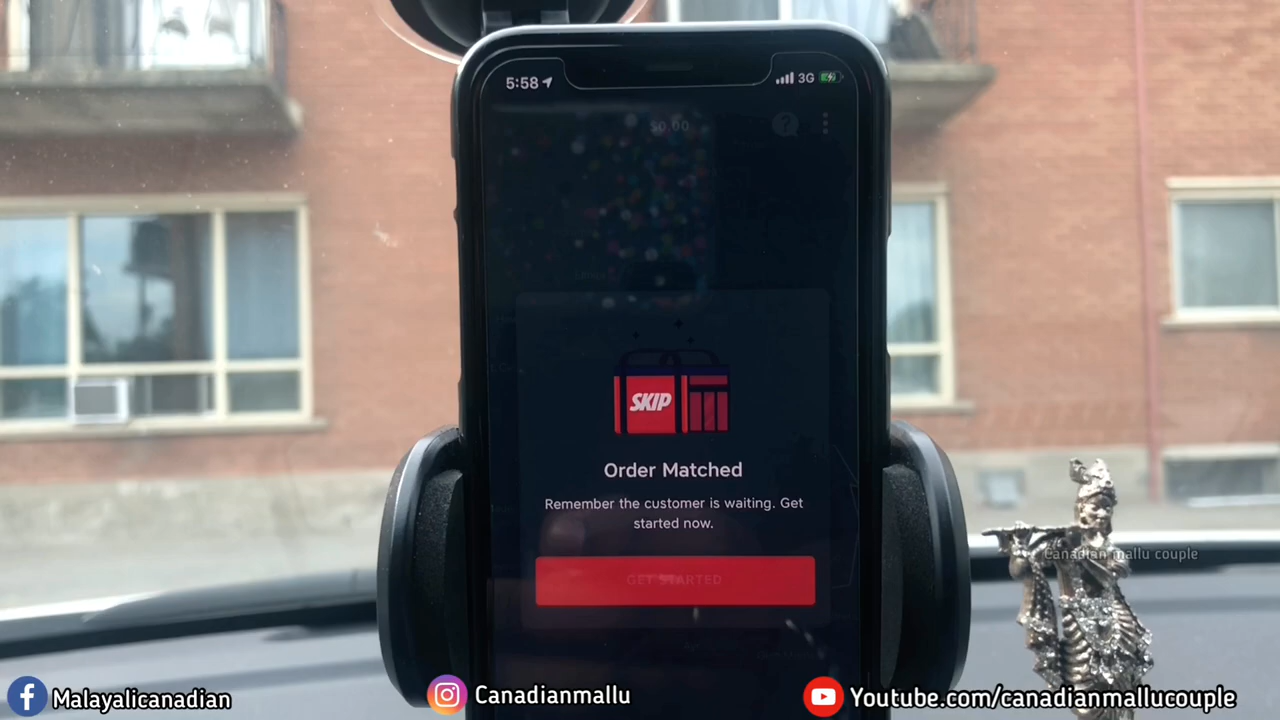 5:58
3G
$0.00
SKIP
Order Matched
Remember the customer is waiting. Get
started now.
GET STARTED
Canadian mallu couple
Malayalicanadian
Canadianmallu
Youtube.com/canadianmallucouple